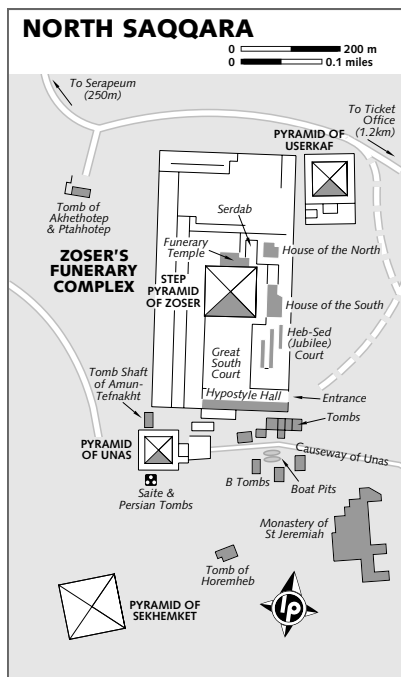 NORTH SAQQARA
0 200 m
0 0.1 miles
To Serapeum
(250m)
To Ticket
Office
(1.2km)
PYRAMID OF
USERKAF
Tomb of
Akhethotep
& Ptahhotep
Serdab
Funerary
Temple
House of the North
ZOSER'S
FUNERARY
COMPLEX
STEP
PYRAMID
OF ZOSER
House of the South
Heb-Sed
(Jubilee)
Court
Great
South
Court
Tomb Shaft
of Amun-
Tefnakht
Hypostyle Hall
Entrance
Tombs
PYRAMID
OF UNAS
Causeway of Unas
Saite &
Persian Tombs
B Tombs
Boat Pits
Monastery of
St Jeremiah
Tomb of
Horemheb
PYRAMID OF
SEKHEMKET
lp